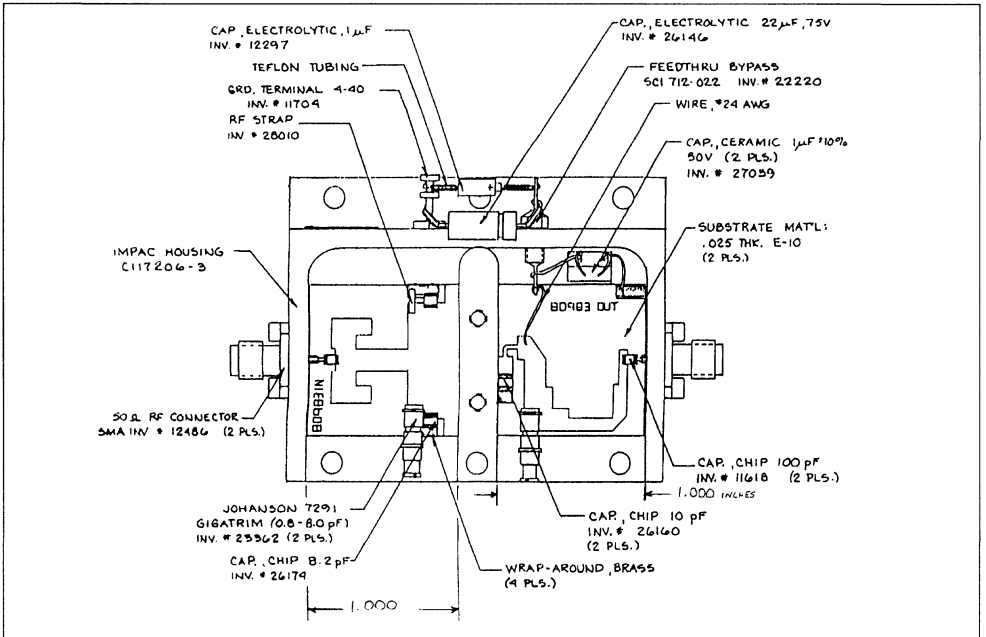 CAP., ELECTROLYTIC, 1µF
INV. # 12297
TEFLON TUBING
GRD. TERMINAL 4-40
INV. # 11704
RF STRAP
INV # 28010
CAP., ELECTROLYTIC 22µF, 75V
INV. # 26146
FEEDTHRU BYPASS
SCI 712-022 INV. # 22220
WIRE, #24 AWG
CAP., CERAMIC 1µF ±10%
50V (2 PLS.)
INV. # 27059
SUBSTRATE MAT'L:
.025 THK. E-10
(2 PLS.)
IMPAC HOUSING
C117206-3
+
80983 OUT
80983IN
50Ω RF CONNECTOR
SMA INV # 12486 (2 PLS.)
JOHANSON 7291
GIGATRIM (0.8-8.0 pF)
INV. # 23362 (2 PLS.)
CAP., CHIP 8.2 pF
INV. # 26174
WRAP-AROUND, BRASS
(4 PLS.)
CAP., CHIP 10 pF
INV. # 26160
(2 PLS.)
CAP., CHIP 100 pF
INV. # 11618 (2 PLS.)
1.000 INCHES
1.000